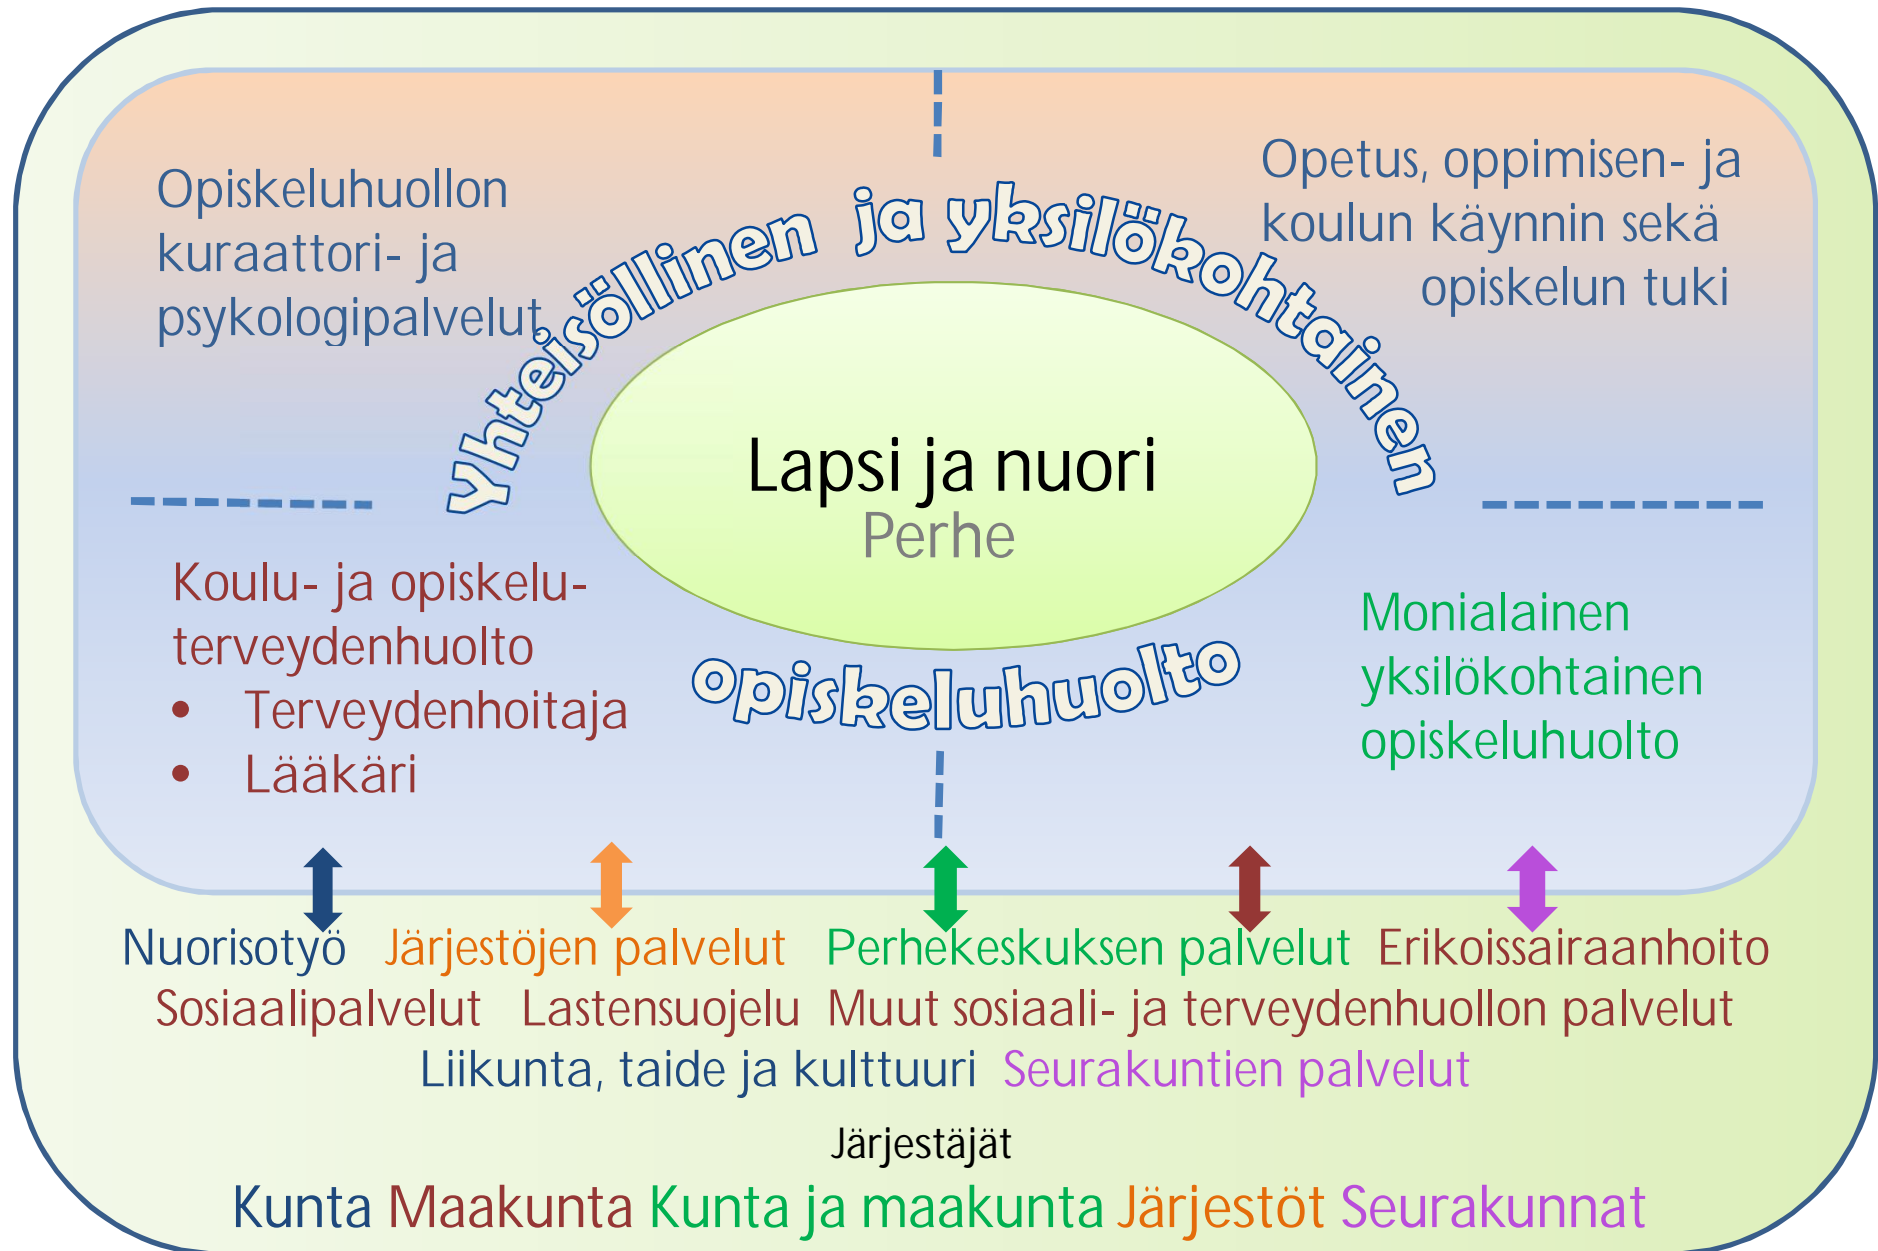 Opiskeluhuollon
kuraattori- ja
psykologipalvelut
Opetus, oppimisen- ja
koulun käynnin sekä
opiskelun tuki
Yhteisöllinen ja yksilökohtainen
Lapsi ja nuori
Perhe
opiskeluhuolto
Koulu- ja opiskelu-
terveydenhuolto
• Terveydenhoitaja
• Lääkäri
Monialainen
yksilökohtainen
opiskeluhuolto
Nuorisotyö Järjestöjen palvelut Perhekeskuksen palvelut Erikoissairaanhoito
Sosiaalipalvelut Lastensuojelu Muut sosiaali- ja terveydenhuollon palvelut
Liikunta, taide ja kulttuuri Seurakuntien palvelut
Järjestäjät
Kunta Maakunta Kunta ja maakunta Järjestöt Seurakunnat